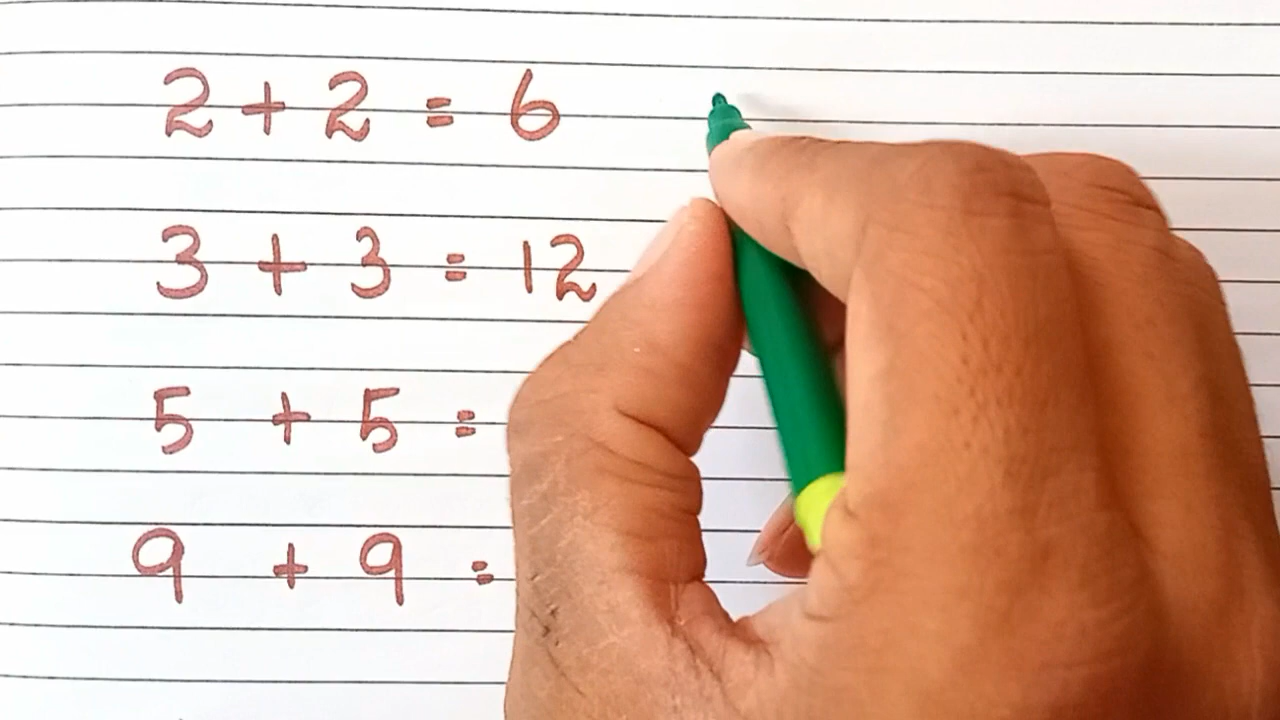 2 + 2 = 6
3 + 3 = 12
5 + 5 =
9 + 9 =